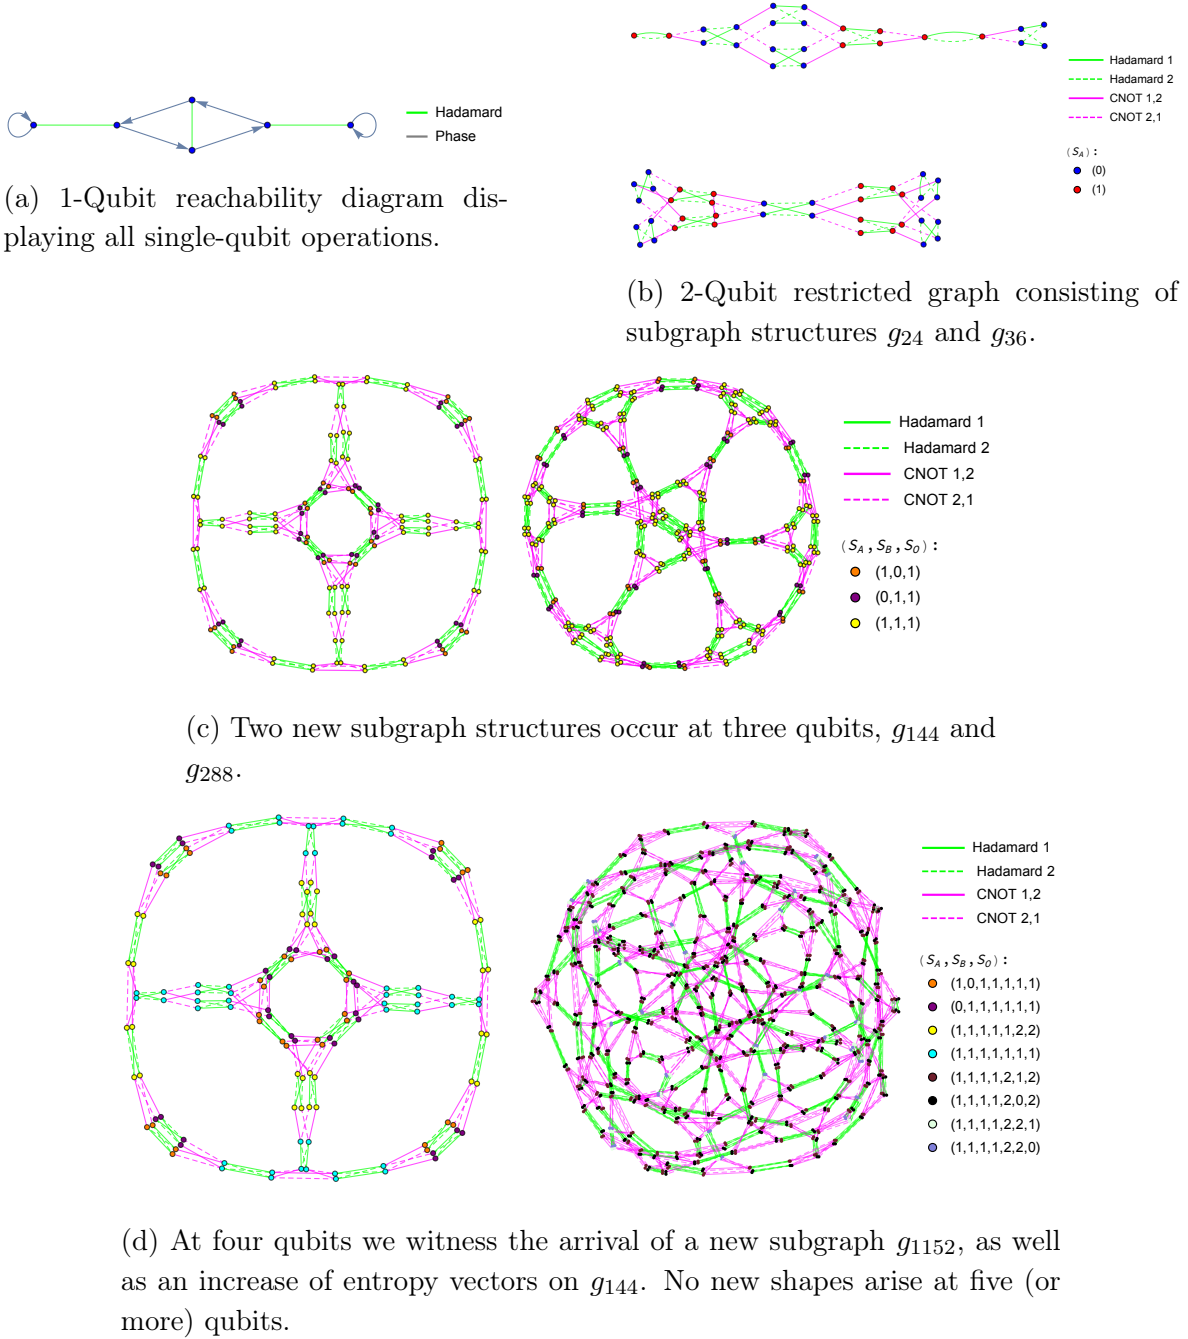 Hadamard
Phase
(a) 1-Qubit reachability diagram dis-
playing all single-qubit operations.
Hadamard 1
Hadamard 2
CNOT 1,2
CNOT 2,1
(S_A) :
(0)
(1)
(b) 2-Qubit restricted graph consisting of
subgraph structures g24 and g36.
Hadamard 1
Hadamard 2
CNOT 1,2
CNOT 2,1
(S_A, S_B, S_O) :
(1,0,1)
(0,1,1)
(1,1,1)
(c) Two new subgraph structures occur at three qubits, g144 and
g288.
Hadamard 1
Hadamard 2
CNOT 1,2
CNOT 2,1
(S_A, S_B, S_O) :
(1,0,1,1,1,1,1)
(0,1,1,1,1,1,1)
(1,1,1,1,1,2,2)
(1,1,1,1,1,1,1)
(1,1,1,1,2,1,2)
(1,1,1,1,2,0,2)
(1,1,1,1,2,2,1)
(1,1,1,1,2,2,0)
(d) At four qubits we witness the arrival of a new subgraph g1152, as well
as an increase of entropy vectors on g144. No new shapes arise at five (or
more) qubits.